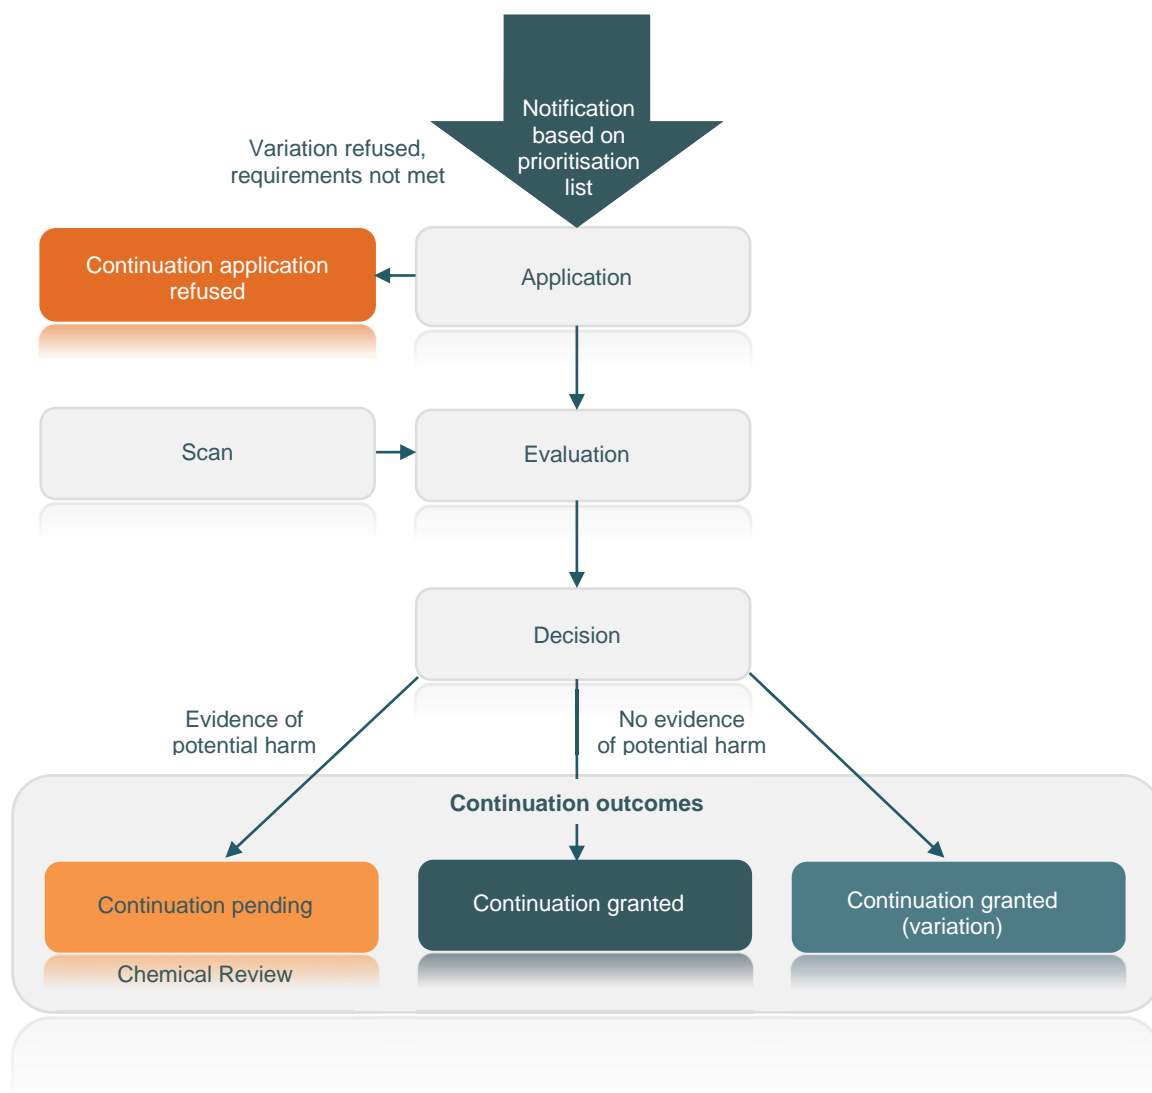 Notification
based on
prioritisation
list
Variation refused,
requirements not met
Continuation application
refused
Application
Scan
Evaluation
Decision
Evidence of
potential harm
No evidence
of potential harm
Continuation outcomes
Continuation pending
Continuation granted
Continuation granted
(variation)
Chemical Review